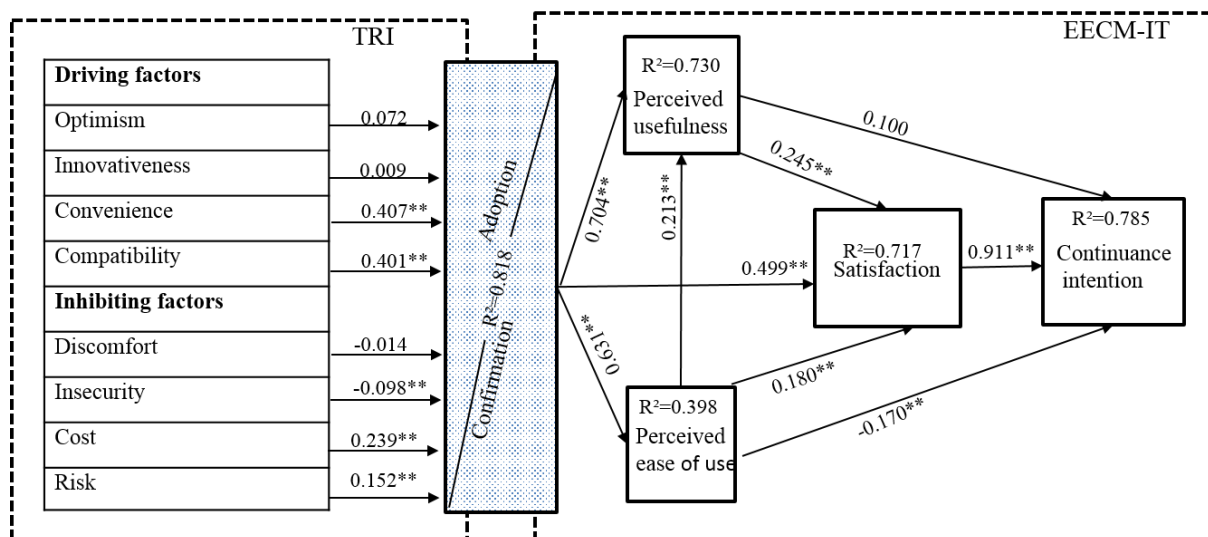 TRI
EECM-IT
Driving factors
Optimism
0.072
Innovativeness
0.009
Convenience
0.407**
Compatibility
0.401**
Inhibiting factors
Discomfort
-0.014
Insecurity
-0.098**
Cost
0.239**
Risk
0.152**
Confirmation
R²=0.818
Adoption
0.704**
0.499**
0.631**
R²=0.730
Perceived
usefulness
0.213**
R²=0.398
Perceived
ease of use
0.100
0.245**
0.180**
-0.170**
R²=0.717
Satisfaction
0.911**
R²=0.785
Continuance
intention